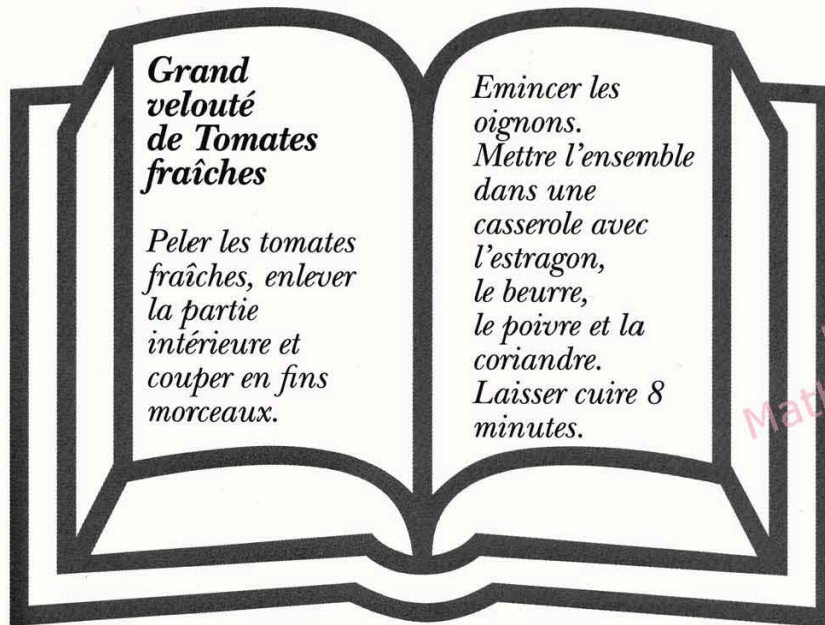 Grand
velouté
de Tomates
fraîches
Peler les tomates
fraîches, enlever
la partie
intérieure et
couper en fins
morceaux.
Emincer les
oignons.
Mettre l'ensemble
dans une
casserole avec
l'estragon,
le beurre,
le poivre et la
coriandre.
Laisser cuire 8
minutes.